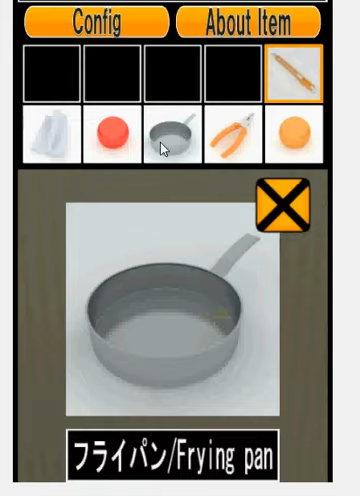 Config
About Item
フライパン/Frying pan